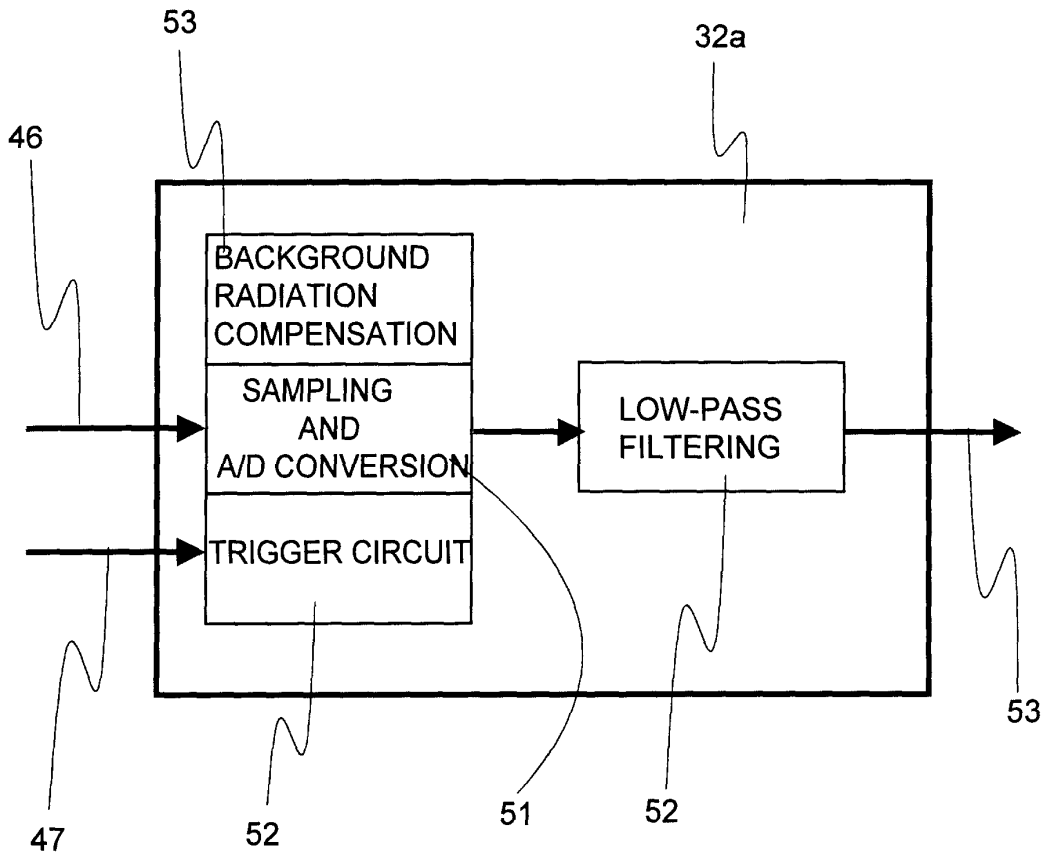 53
32a
46
BACKGROUND
RADIATION
COMPENSATION
SAMPLING
AND
A/D CONVERSION
LOW-PASS
FILTERING
TRIGGER CIRCUIT
53
51
52
52
47